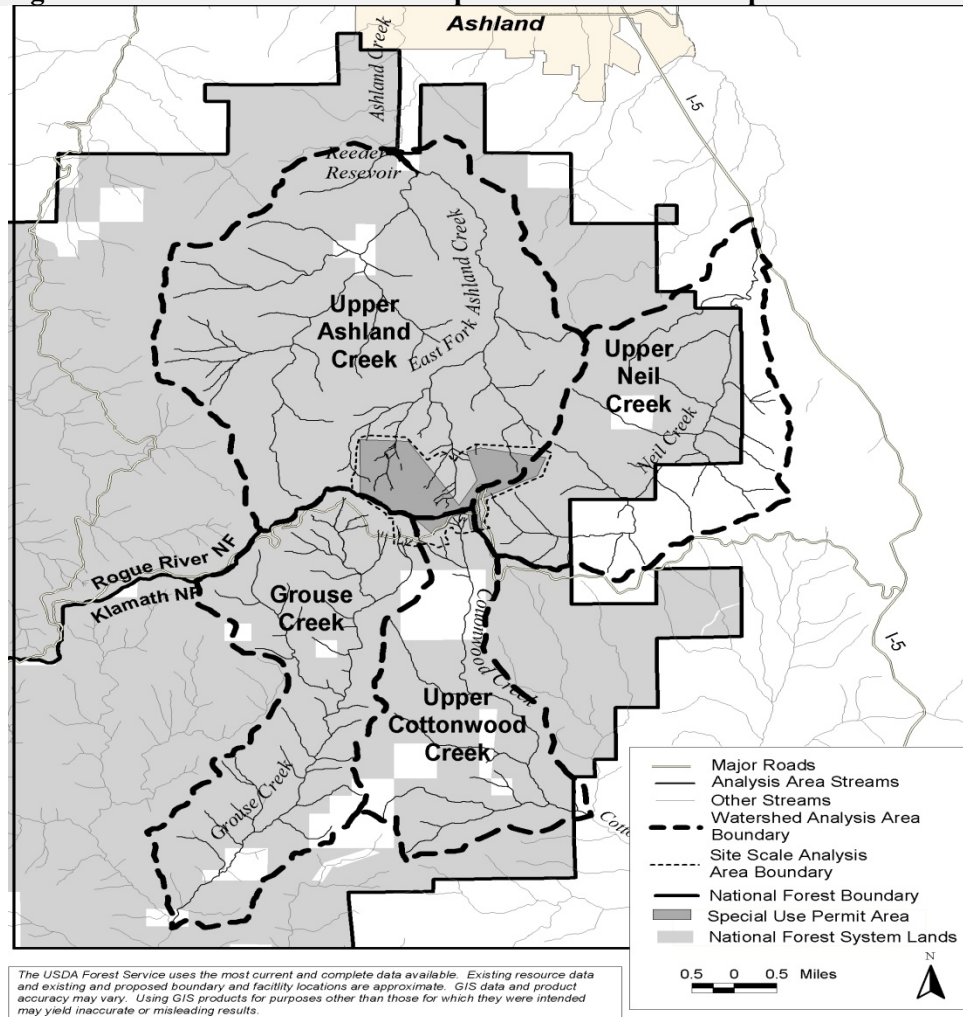 Ashland
Ashland Creek
I-5
Reeder
Resevoir
East Fork Ashland Creek
Upper
Ashland
Creek
Upper
Neil
Creek
Neil Creek
Rogue River NF
Klamath NF
Grouse
Creek
Cottonwood Creek
Upper
Cottonwood
Creek
Grouse Creek
I-5
Cotto
Major Roads
Analysis Area Streams
Other Streams
Watershed Analysis Area
Boundary
Site Scale Analysis
Area Boundary
National Forest Boundary
Special Use Permit Area
National Forest System Lands
N
0.5 0 0.5 Miles
The USDA Forest Service uses the most current and complete data available. Existing resource data
and existing and proposed boundary and facitlity locations are approximate. GIS data and product
accuracy may vary. Using GIS products for purposes other than those for which they were intended
may yield inaccurate or misleading results.